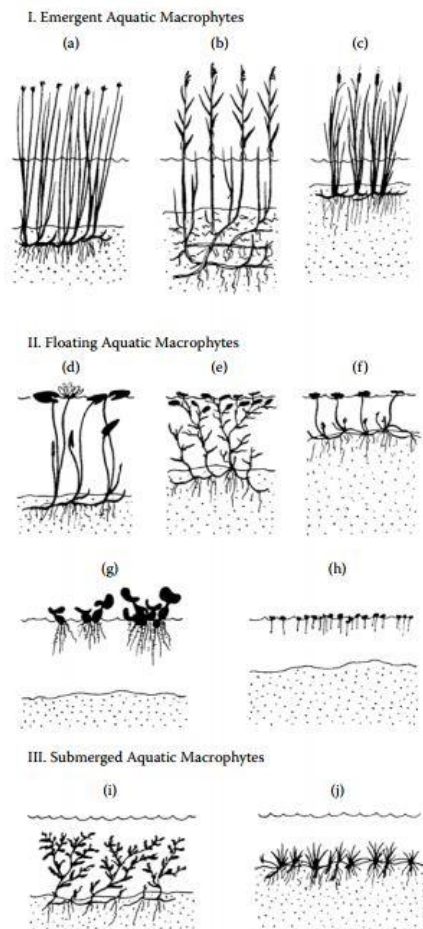 I. Emergent Aquatic Macrophytes
(a) (b) (c)
II. Floating Aquatic Macrophytes
(d) (e) (f)
(g) (h)
III. Submerged Aquatic Macrophytes
(i) (j)